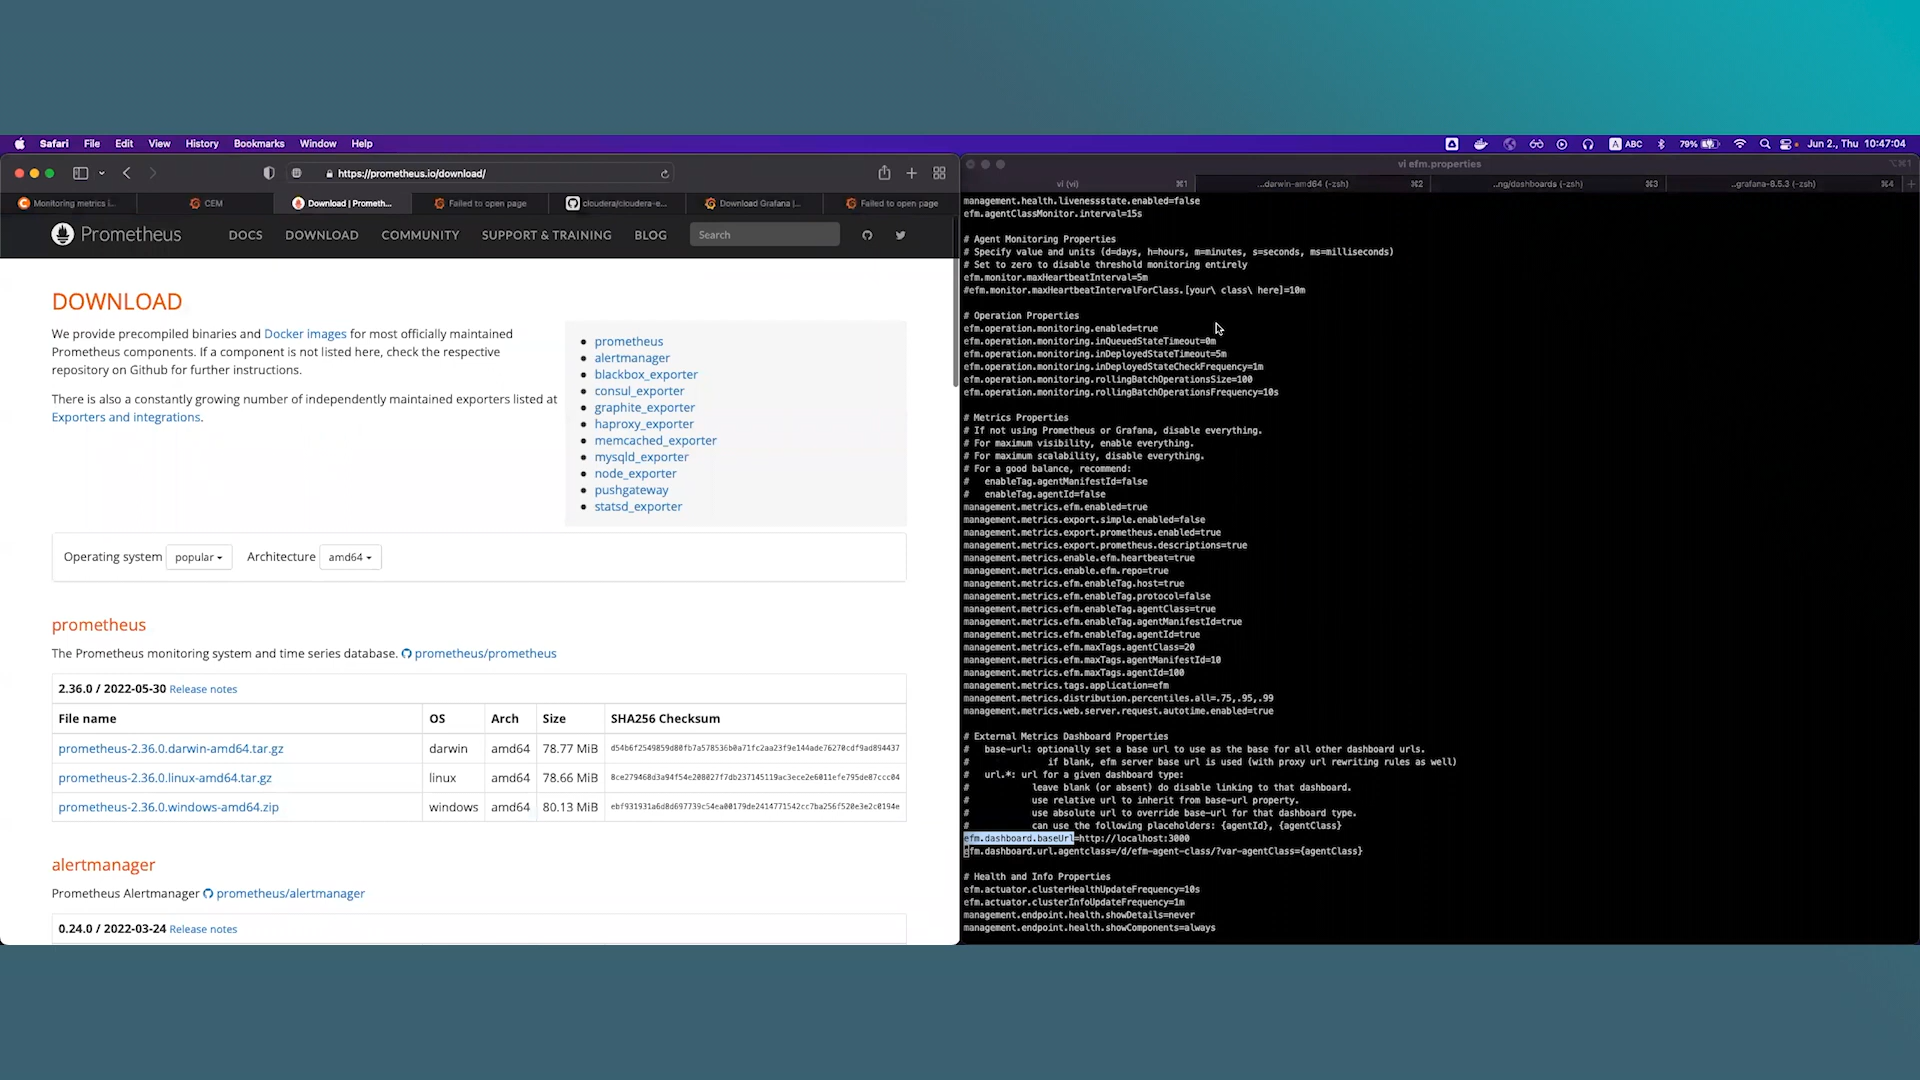 Safari File Edit View History Bookmarks Window Help
ABC 79% Jun 2., Thu 10:47:04
https://prometheus.io/download/
Monitoring metrics i...
CEM
Download | Prometh...
Failed to open page
cloudera/cloudera-e...
Download Grafana |...
Failed to open page
Prometheus DOCS DOWNLOAD COMMUNITY SUPPORT & TRAINING BLOG Search
DOWNLOAD
We provide precompiled binaries and Docker images for most officially maintained
Prometheus components. If a component is not listed here, check the respective
repository on Github for further instructions.
There is also a constantly growing number of independently maintained exporters listed at
Exporters and integrations.
prometheus
alertmanager
blackbox_exporter
consul_exporter
graphite_exporter
haproxy_exporter
memcached_exporter
mysqld_exporter
node_exporter
pushgateway
statsd_exporter
Operating system popular Architecture amd64
prometheus
The Prometheus monitoring system and time series database. prometheus/prometheus
2.36.0 / 2022-05-30 Release notes
File name OS Arch Size SHA256 Checksum
prometheus-2.36.0.darwin-amd64.tar.gz darwin amd64 78.77 MiB
prometheus-2.36.0.linux-amd64.tar.gz linux amd64 78.66 MiB
prometheus-2.36.0.windows-amd64.zip windows amd64 80.13 MiB
alertmanager
Prometheus Alertmanager prometheus/alertmanager
0.24.0 / 2022-03-24 Release notes
vi efm.properties
⌥⌘1
vi (vi) ⌘1
...darwin-amd64 (-zsh) ⌘2
...ng/dashboards (-zsh) ⌘3
..grafana-8.5.3 (-zsh) ⌘4
management.health.livenessstate.enabled=false
efm.agentClassMonitor.interval=15s
# Agent Monitoring Properties
# Specify value and units (d=days, h=hours, m=minutes, s=seconds, ms=milliseconds)
# Set to zero to disable threshold monitoring entirely
efm.monitor.maxHeartbeatInterval=5m
#efm.monitor.maxHeartbeatIntervalForClass.[your\ class\ here]=10m
# Operation Properties
efm.operation.monitoring.enabled=true
efm.operation.monitoring.inQueuedStateTimeout=0m
efm.operation.monitoring.inDeployedStateTimeout=5m
efm.operation.monitoring.inDeployedStateCheckFrequency=1m
efm.operation.monitoring.rollingBatchOperationsSize=100
efm.operation.monitoring.rollingBatchOperationsFrequency=10s
# Metrics Properties
# If not using Prometheus or Grafana, disable everything.
# For maximum visibility, enable everything.
# For maximum scalability, disable everything.
# For a good balance, recommend:
#   enableTag.agentManifestId=false
#   enableTag.agentId=false
management.metrics.efm.enabled=true
management.metrics.export.simple.enabled=false
management.metrics.export.prometheus.enabled=true
management.metrics.export.prometheus.descriptions=true
management.metrics.enable.efm.heartbeat=true
management.metrics.enable.efm.repo=true
management.metrics.efm.enableTag.host=true
management.metrics.efm.enableTag.protocol=false
management.metrics.efm.enableTag.agentClass=true
management.metrics.efm.enableTag.agentManifestId=true
management.metrics.efm.enableTag.agentId=true
management.metrics.efm.maxTags.agentClass=20
management.metrics.efm.maxTags.agentManifestId=10
management.metrics.efm.maxTags.agentId=100
management.metrics.tags.application=efm
management.metrics.distribution.percentiles.all=.75,.95,.99
management.metrics.web.server.request.autotime.enabled=true
# External Metrics Dashboard Properties
#   base-url: optionally set a base url to use as the base for all other dashboard urls.
#             if blank, efm server base url is used (with proxy url rewriting rules as well)
#   url.*: url for a given dashboard type:
#          leave blank (or absent) do disable linking to that dashboard.
#          use relative url to inherit from base-url property.
#          use absolute url to override base-url for that dashboard type.
#          can use the following placeholders: {agentId}, {agentClass}
efm.dashboard.baseUrl=http://localhost:3000
efm.dashboard.url.agentclass=/d/efm-agent-class/?var-agentClass={agentClass}
# Health and Info Properties
efm.actuator.clusterHealthUpdateFrequency=10s
efm.actuator.clusterInfoUpdateFrequency=1m
management.endpoint.health.showDetails=never
management.endpoint.health.showComponents=always